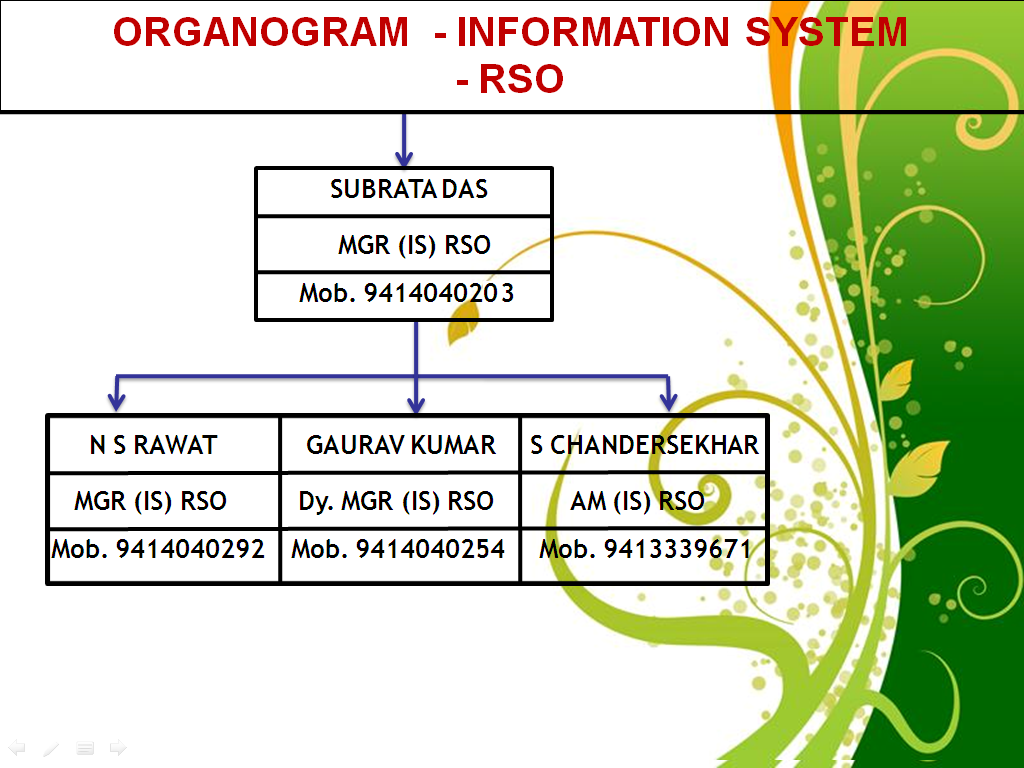 ORGANOGRAM - INFORMATION SYSTEM
- RSO
SUBRATA DAS
MGR (IS) RSO
Mob. 9414040203
N S RAWAT
GAURAV KUMAR
S CHANDERSEKHAR
MGR (IS) RSO
Dy. MGR (IS) RSO
AM (IS) RSO
Mob. 9414040292
Mob. 9414040254
Mob. 9413339671